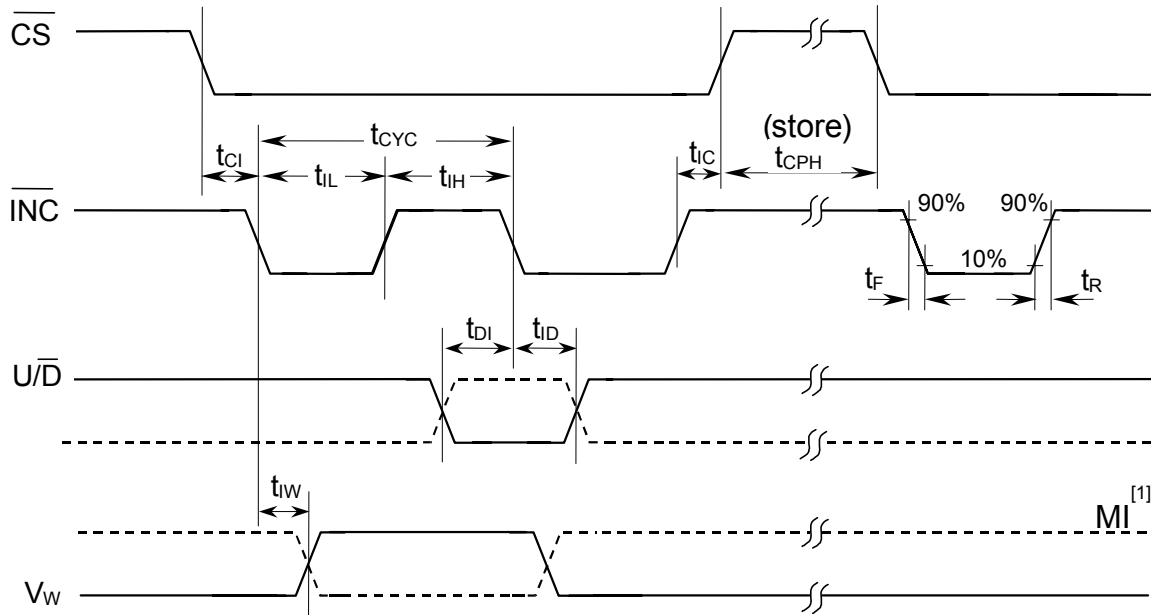 CS
(store)
tCYC
tCI
tIL
tIH
tIC
tCPH
INC
90%
90%
10%
tF
tR
tDI
tID
U/D
tIW
MI[1]
VW